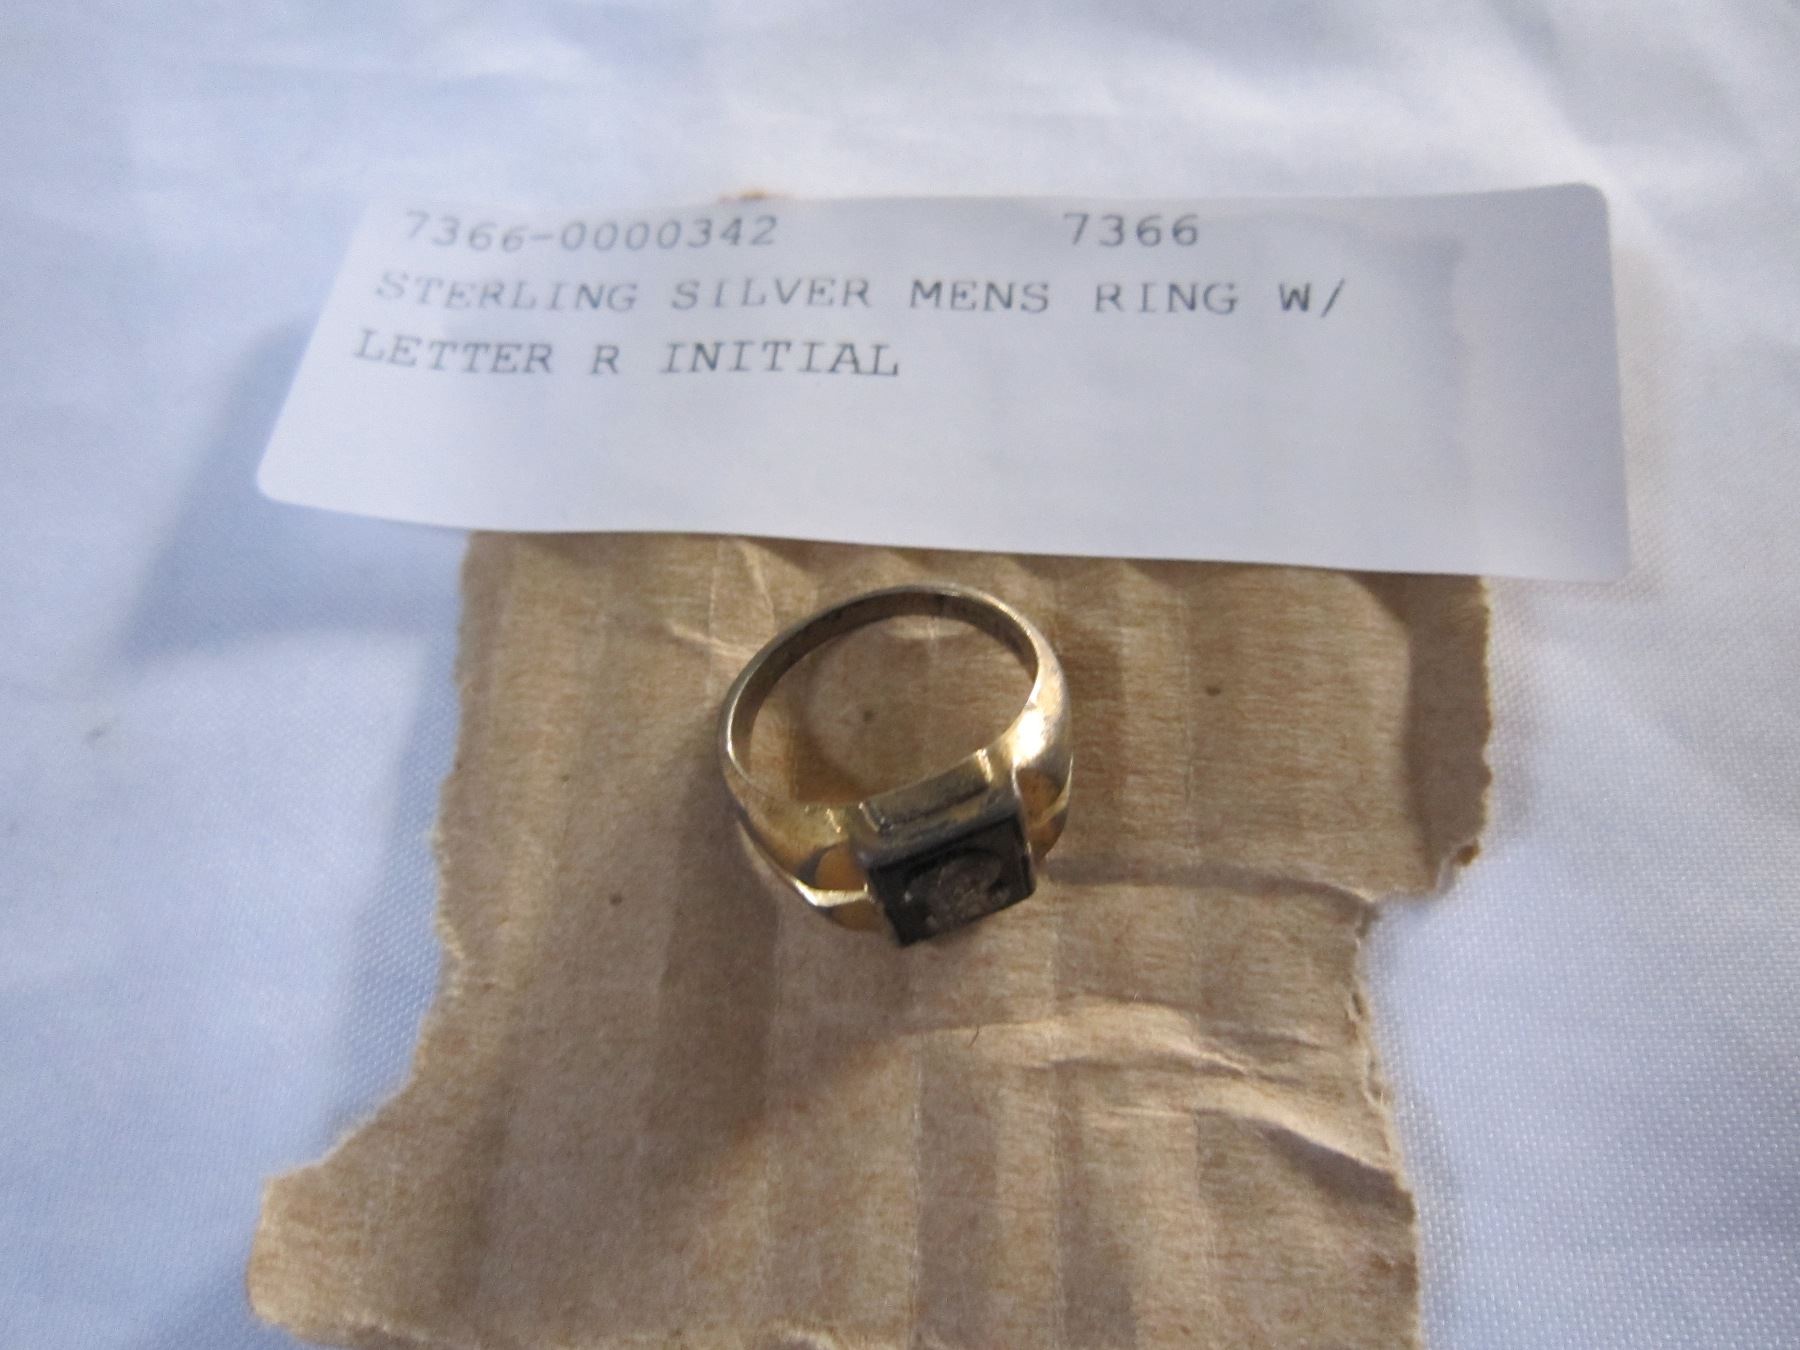 7366-0000342 7366
STERLING SILVER MENS RING W/
LETTER R INITIAL